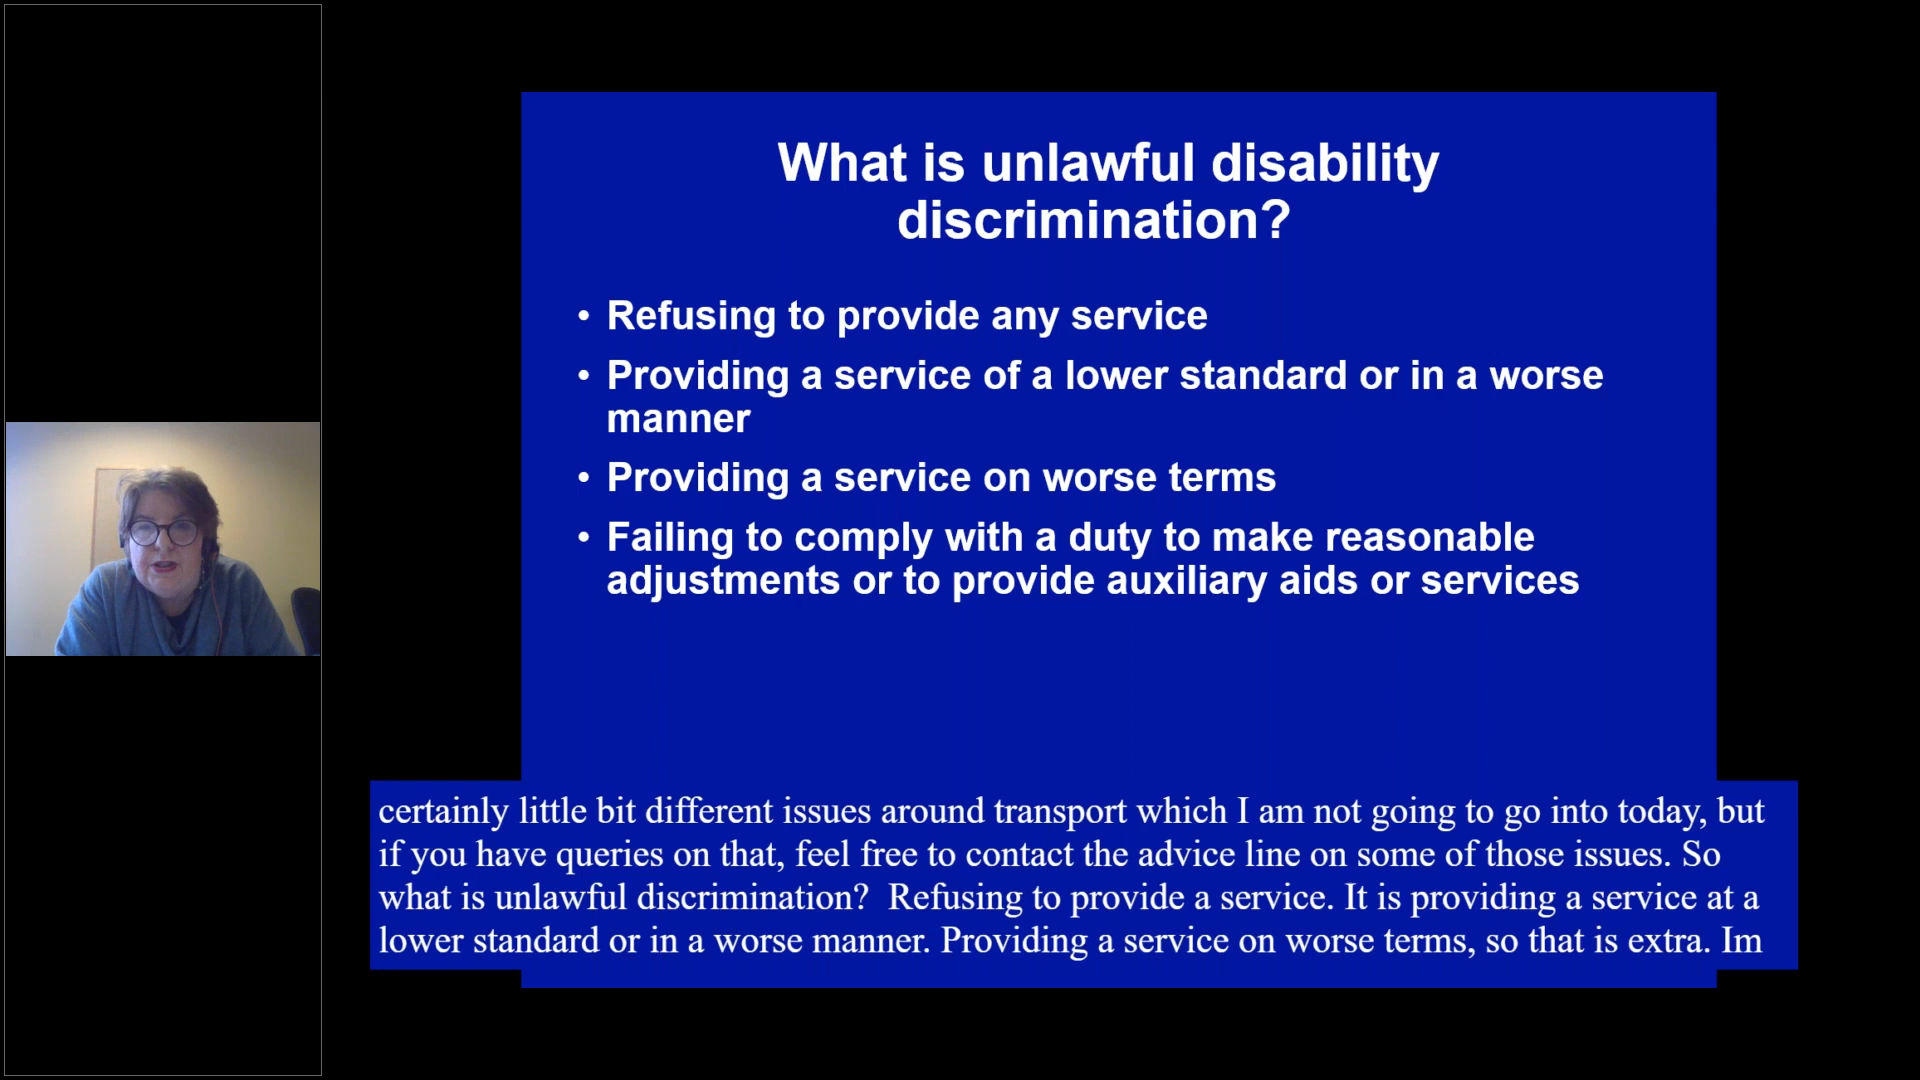 What is unlawful disability
discrimination?
• Refusing to provide any service
• Providing a service of a lower standard or in a worse
manner
• Providing a service on worse terms
• Failing to comply with a duty to make reasonable
adjustments or to provide auxiliary aids or services
certainly little bit different issues around transport which I am not going to go into today, but
if you have queries on that, feel free to contact the advice line on some of those issues. So
what is unlawful discrimination?  Refusing to provide a service. It is providing a service at a
lower standard or in a worse manner. Providing a service on worse terms, so that is extra. Im